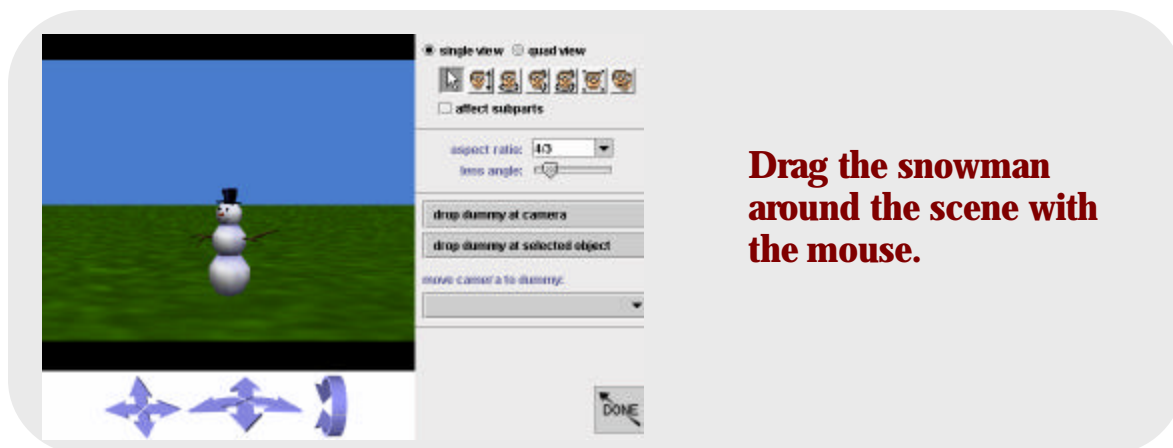 single view quad view
affect subparts
aspect ratio: 4/3
lens angle:
drop dummy at camera
drop dummy at selected object
move camera to dummy:
DONE
Drag the snowman
around the scene with
the mouse.